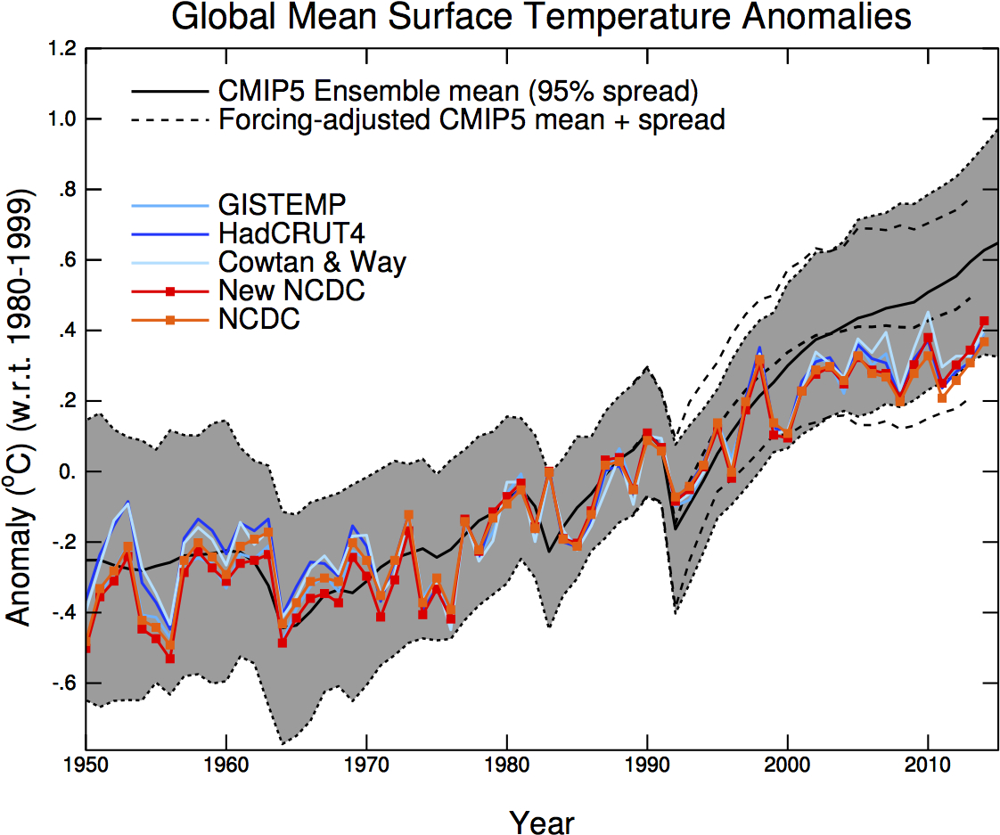 Global Mean Surface Temperature Anomalies
Anomaly (°C) (w.r.t. 1980-1999)
1.2
1.0
.8
.6
.4
.2
0.
-.2
-.4
-.6
CMIP5 Ensemble mean (95% spread)
Forcing-adjusted CMIP5 mean + spread
GISTEMP
HadCRUT4
Cowtan & Way
New NCDC
NCDC
1950 1960 1970 1980 1990 2000 2010
Year